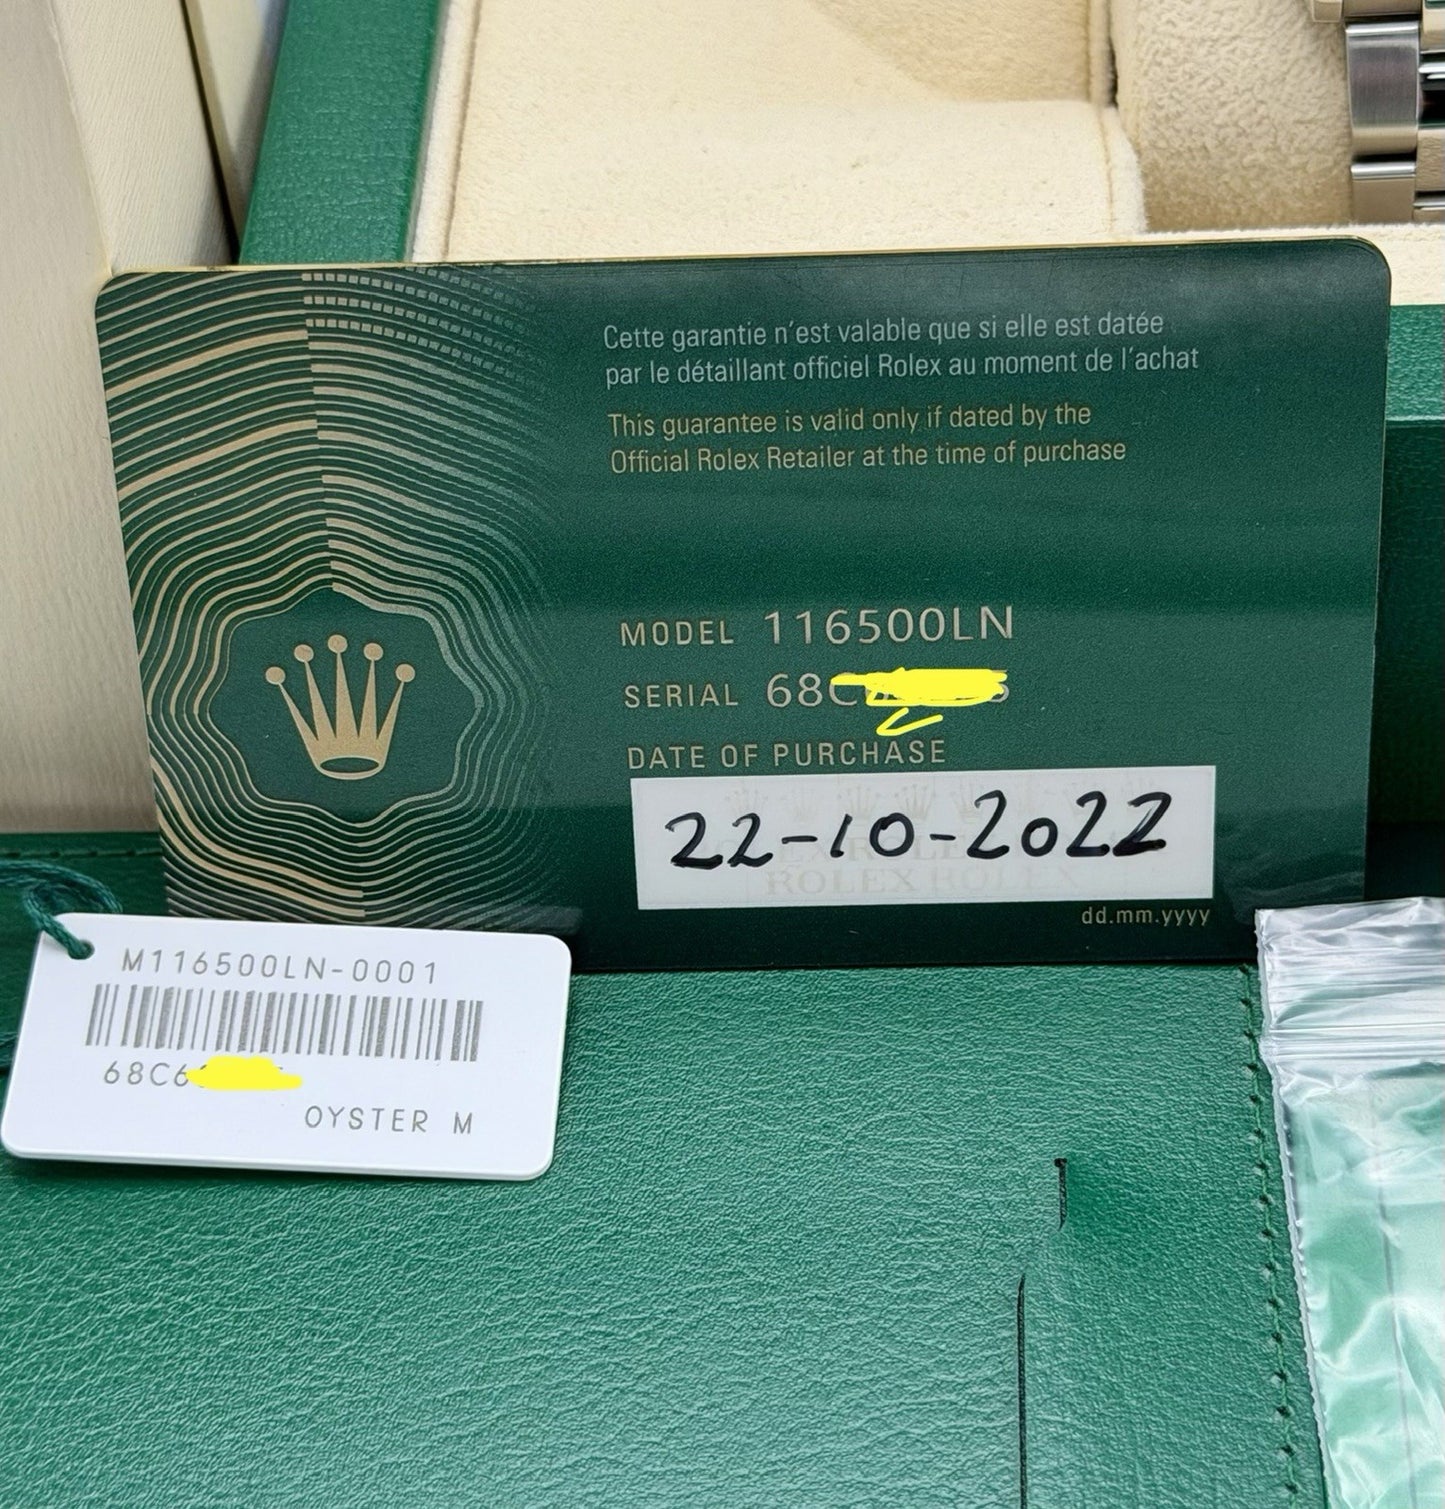 Cette garantie n'est valable que si elle est datée
par le détaillant officiel Rolex au moment de l'achat
This guarantee is valid only if dated by the
Official Rolex Retailer at the time of purchase
MODEL 116500LN
SERIAL 68C
DATE OF PURCHASE
22-10-2022
ROLEX ROLEX
dd.mm.yyyy
M116500LN-0001
68C6
OYSTER M